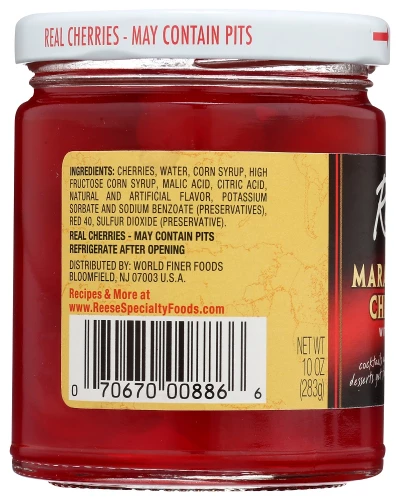 REAL CHERRIES - MAY CONTAIN PITS
INGREDIENTS: CHERRIES, WATER, CORN SYRUP, HIGH
FRUCTOSE CORN SYRUP, MALIC ACID, CITRIC ACID,
NATURAL AND ARTIFICIAL FLAVOR, POTASSIUM
SORBATE AND SODIUM BENZOATE (PRESERVATIVES),
RED 40, SULFUR DIOXIDE (PRESERVATIVE).
REAL CHERRIES - MAY CONTAIN PITS
REFRIGERATE AFTER OPENING
DISTRIBUTED BY: WORLD FINER FOODS
BLOOMFIELD, NJ 07003 U.S.A.
Recipes & More at
www.ReeseSpecialtyFoods.com
0 70670 00886 6
NET WT
10 OZ
(283g)